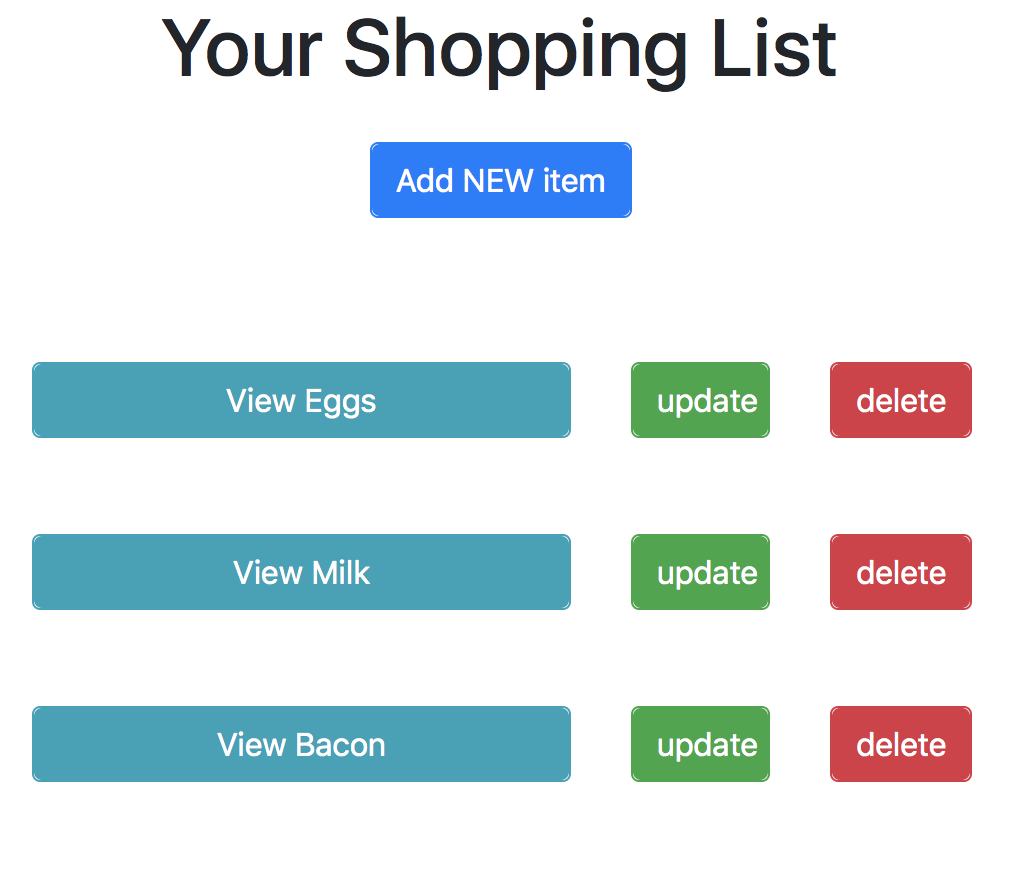 Your Shopping List
Add NEW item
View Eggs update delete
View Milk update delete
View Bacon update delete